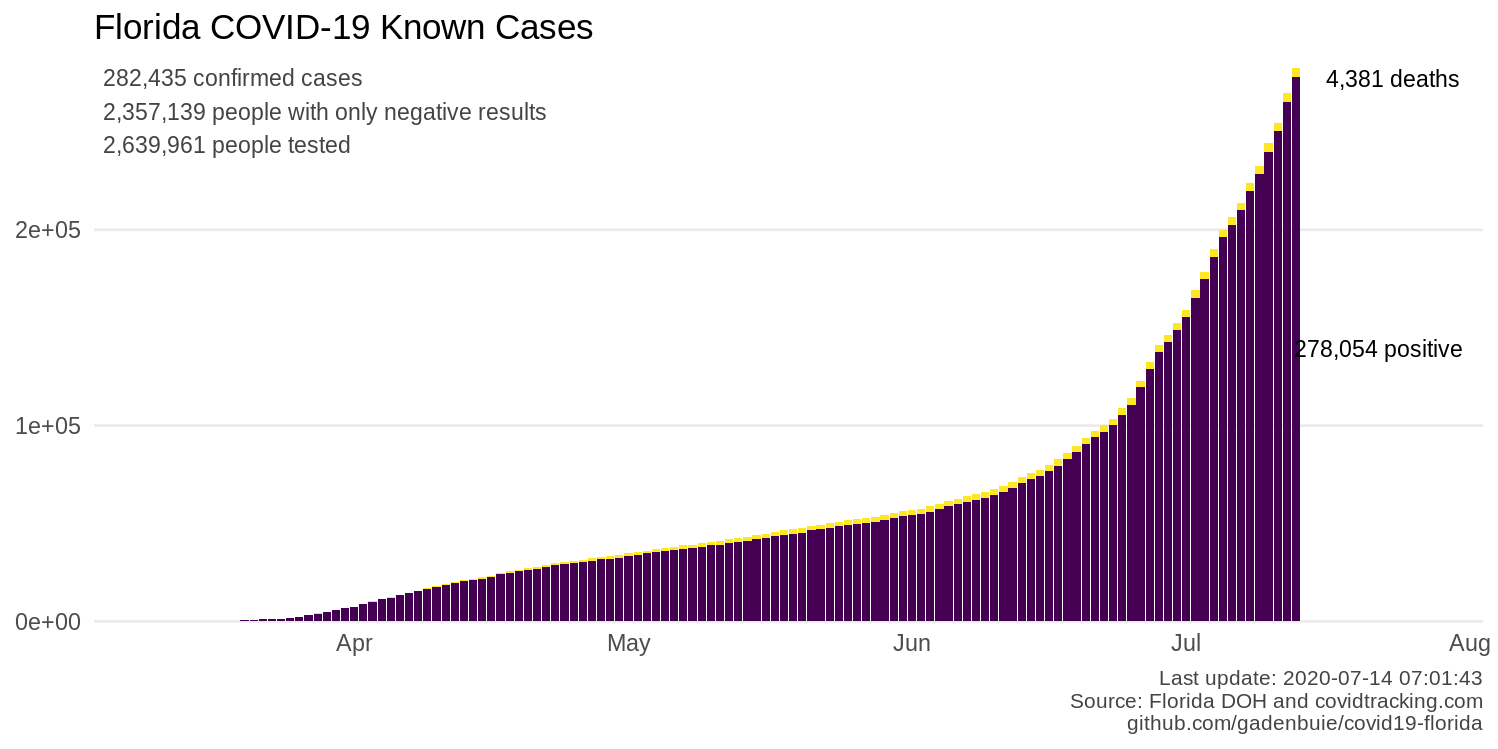 Florida COVID-19 Known Cases
282,435 confirmed cases
4,381 deaths
2,357,139 people with only negative results
2,639,961 people tested
2e+05
278,054 positive
1e+05
0e+00
Apr May Jun Jul Aug
Last update: 2020-07-14 07:01:43
Source: Florida DOH and covidtracking.com
github.com/gadenbuie/covid19-florida